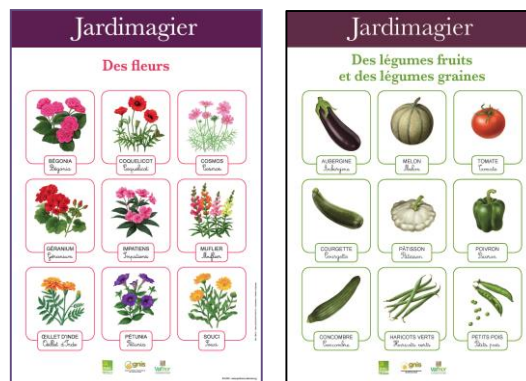 Jardimagier
Des fleurs
BÉGONIA
Bégonia
COQUELICOT
Coquelicot
COSMOS
Cosmos
GÉRANIUM
Géranium
IMPATIENS
Impatiens
MUFLIER
Muflier
ŒILLET D'INDE
Œillet d'Inde
PÉTUNIA
Pétunia
SOUCI
Souci
gnis
Jardimagier
Des légumes fruits
et des légumes graines
AUBERGINE
Aubergine
MELON
Melon
TOMATE
Tomate
COURGETTE
Courgette
PÂTISSON
Pâtisson
POIVRON
Poivron
CONCOMBRE
Concombre
HARICOTS VERTS
Haricots verts
PETITS POIS
Petits pois
gnis